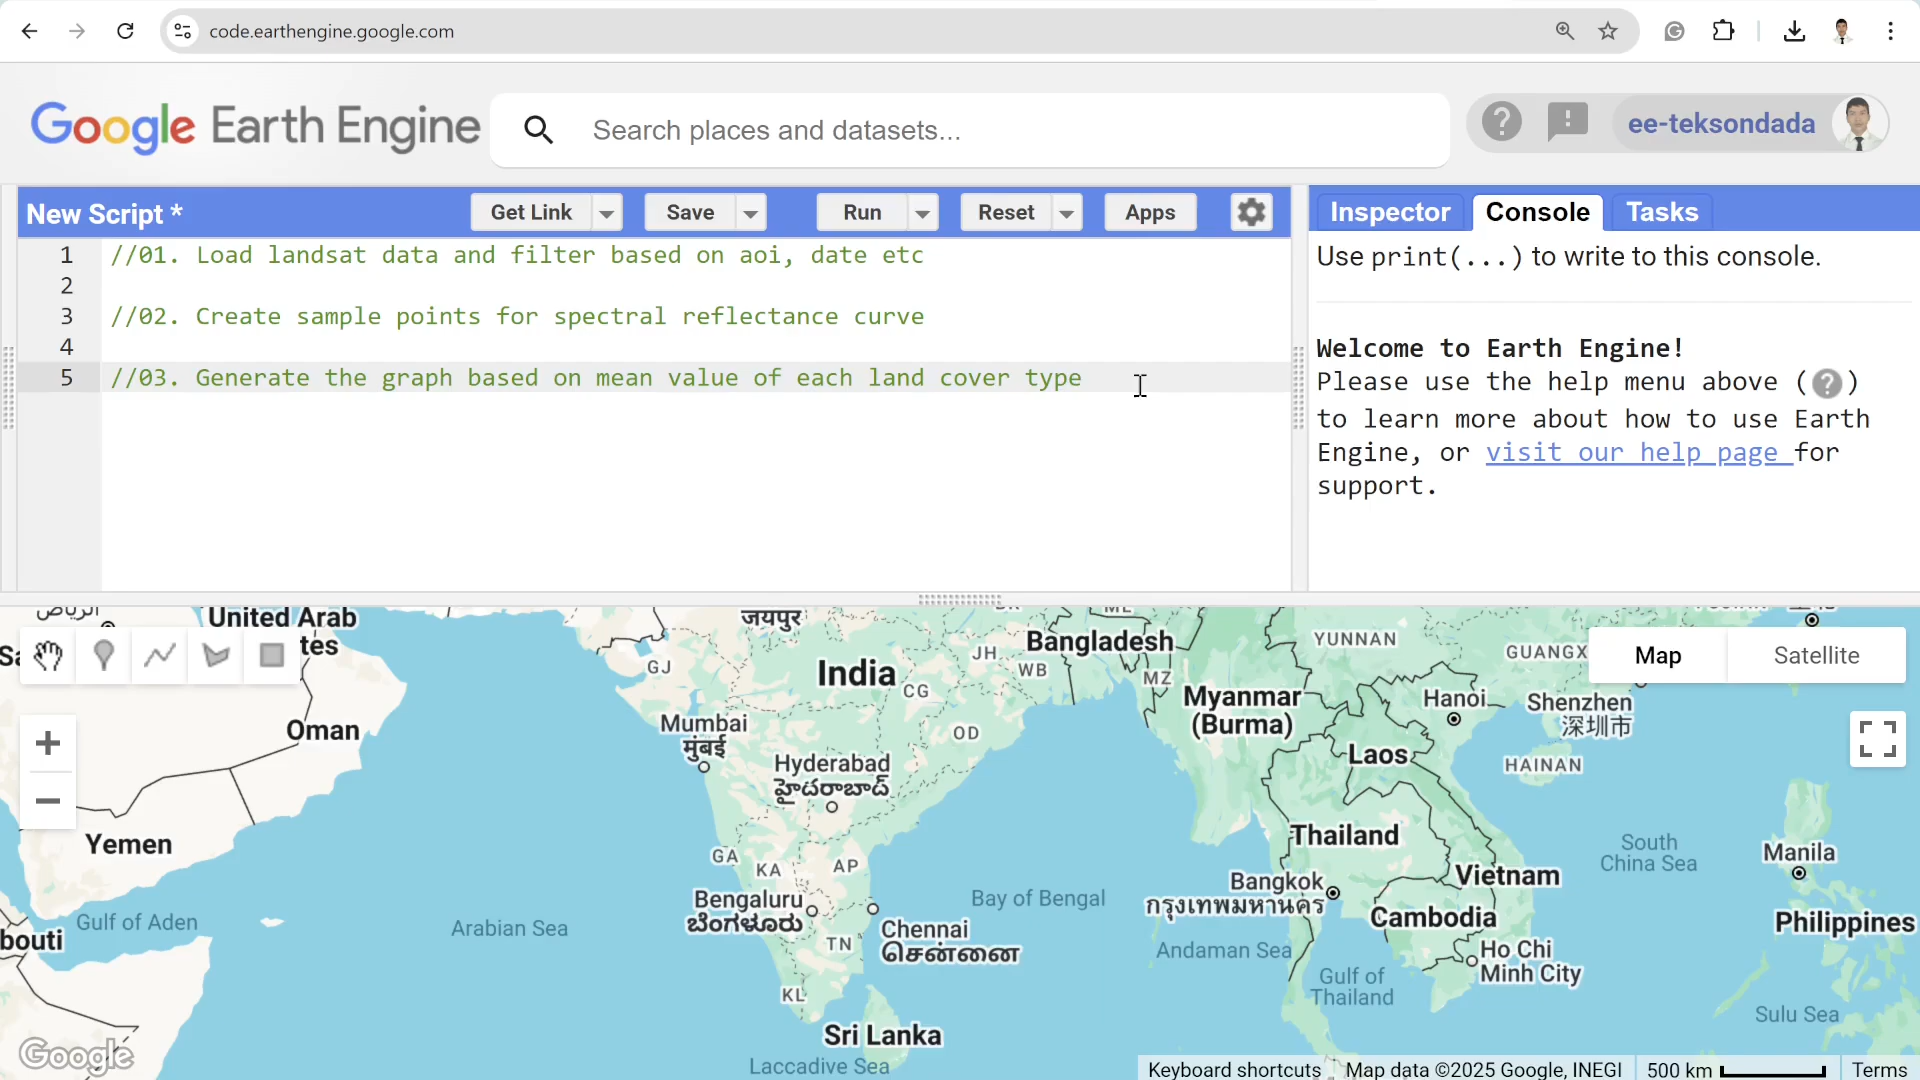 code.earthengine.google.com
Google Earth Engine
Search places and datasets...
ee-teksondada
New Script *
Get Link
Save
Run
Reset
Apps
Inspector
Console
Tasks
1 //01. Load landsat data and filter based on aoi, date etc
2
3 //02. Create sample points for spectral reflectance curve
4
5 //03. Generate the graph based on mean value of each land cover type
Use print(...) to write to this console.
Welcome to Earth Engine!
Please use the help menu above (?)
to learn more about how to use Earth
Engine, or visit our help page for
support.
الرياض
United Arab
tes
जयपुर
Bangladesh
YUNNAN
GUANGX
Map
Satellite
GJ
India
JH
WB
CG
MZ
Myanmar
(Burma)
Hanoi
Shenzhen
深圳市
Oman
Mumbai
मुंबई
OD
Laos
HAINAN
Hyderabad
హైదరాబాద్
Yemen
Thailand
South
China Sea
Manila
GA
KA
AP
Bangkok
กรุงเทพมหานคร
Vietnam
Bengaluru
ಬೆಂಗಳೂರು
Bay of Bengal
Cambodia
Philippines
Gulf of Aden
Arabian Sea
bouti
TN
Chennai
சென்னை
Andaman Sea
Ho Chi
Minh City
Gulf of
Thailand
KL
Sri Lanka
Sulu Sea
Laccadive Sea
Google
Keyboard shortcuts
Map data ©2025 Google, INEGI
500 km
Terms